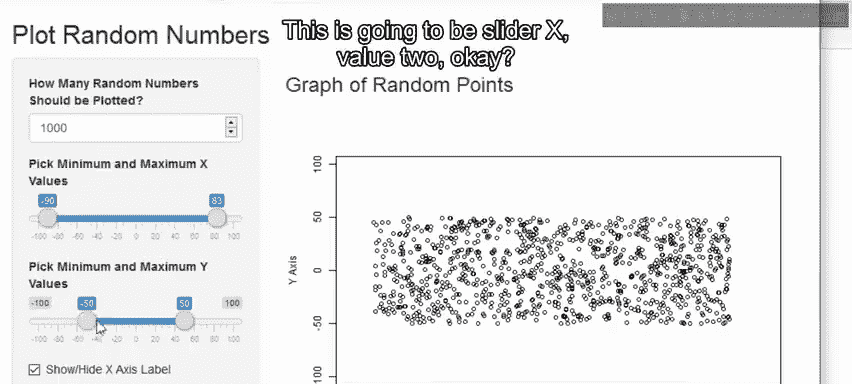 Plot Random Numbers
This is going to be slider X,
value two, okay?
How Many Random Numbers
Should be Plotted?
1000
Pick Minimum and Maximum X
Values
-90 83
-100 -80 -60 -40 -20 0 20 40 60 80 100
Pick Minimum and Maximum Y
Values
-100 -50 50 100
-100 -80 -60 -40 -20 0 20 40 60 80 100
Show/Hide X Axis Label
Graph of Random Points
100
50
0
-50
-100
Y Axis